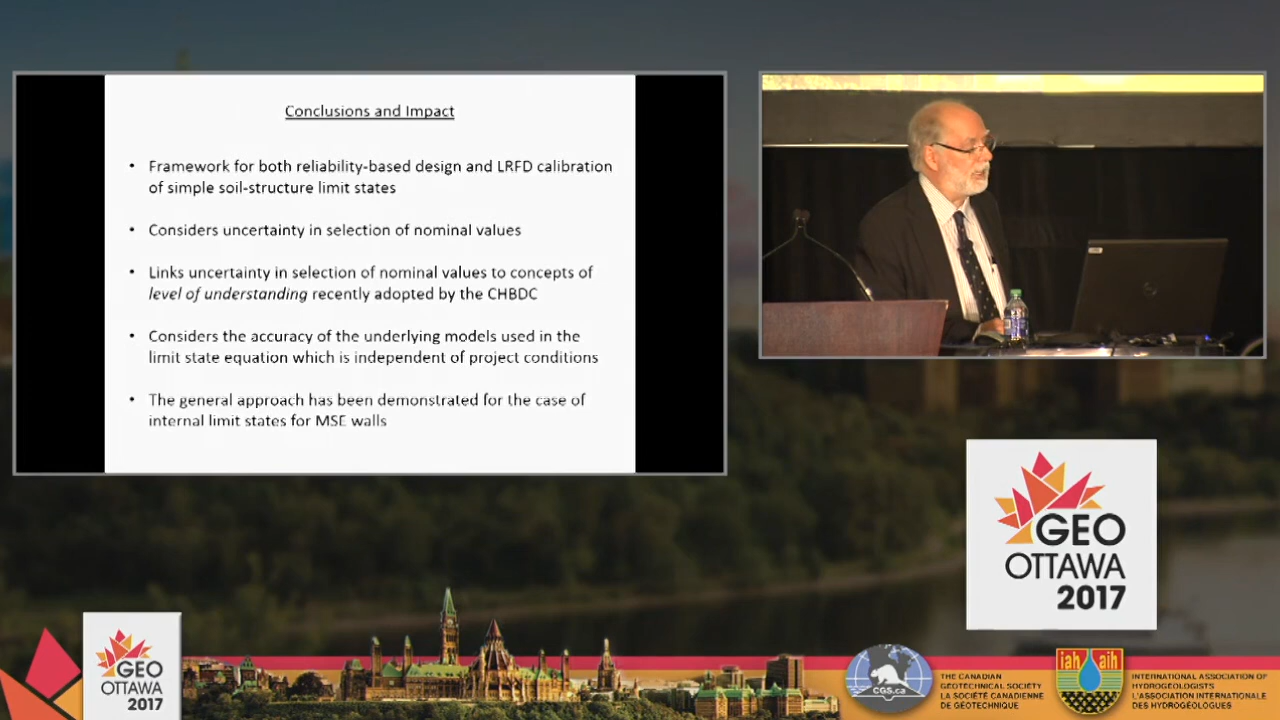 Conclusions and Impact
• Framework for both reliability-based design and LRFD calibration
of simple soil-structure limit states
• Considers uncertainty in selection of nominal values
• Links uncertainty in selection of nominal values to concepts of
level of understanding recently adopted by the CHBDC
• Considers the accuracy of the underlying models used in the
limit state equation which is independent of project conditions
• The general approach has been demonstrated for the case of
internal limit states for MSE walls
GEO
OTTAWA
2017
GEO
OTTAWA
2017
CGS.ca
THE CANADIAN
GEOTECHNICAL SOCIETY
LA SOCIÉTÉ CANADIENNE
DE GÉOTECHNIQUE
iah aih
INTERNATIONAL ASSOCIATION OF
HYDROGEOLOGISTS
L'ASSOCIATION INTERNATIONALE
DES HYDROGÉOLOGUES